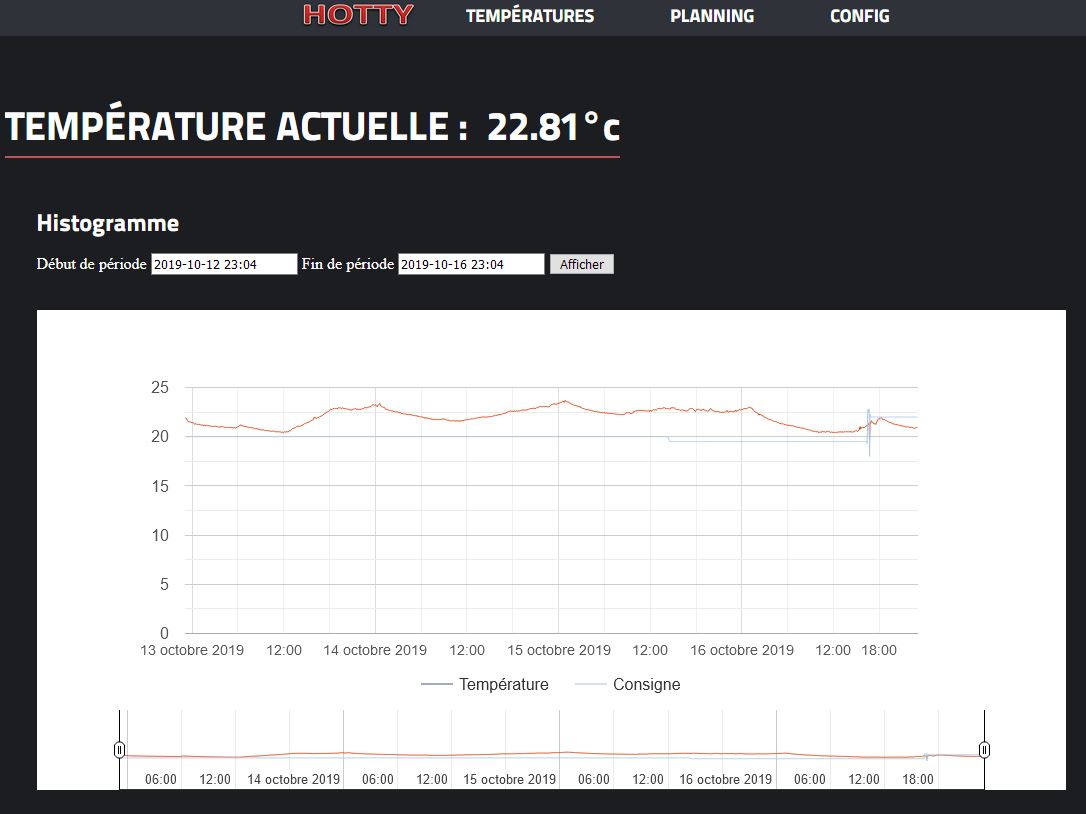 HOTTY TEMPÉRATURES PLANNING CONFIG
TEMPÉRATURE ACTUELLE : 22.81°c
Histogramme
Début de période 2019-10-12 23:04 Fin de période 2019-10-16 23:04 Afficher
25
20
15
10
5
0
13 octobre 2019 12:00 14 octobre 2019 12:00 15 octobre 2019 12:00 16 octobre 2019 12:00 18:00
Température Consigne
06:00 12:00 14 octobre 2019 06:00 12:00 15 octobre 2019 06:00 12:00 16 octobre 2019 06:00 12:00 18:00